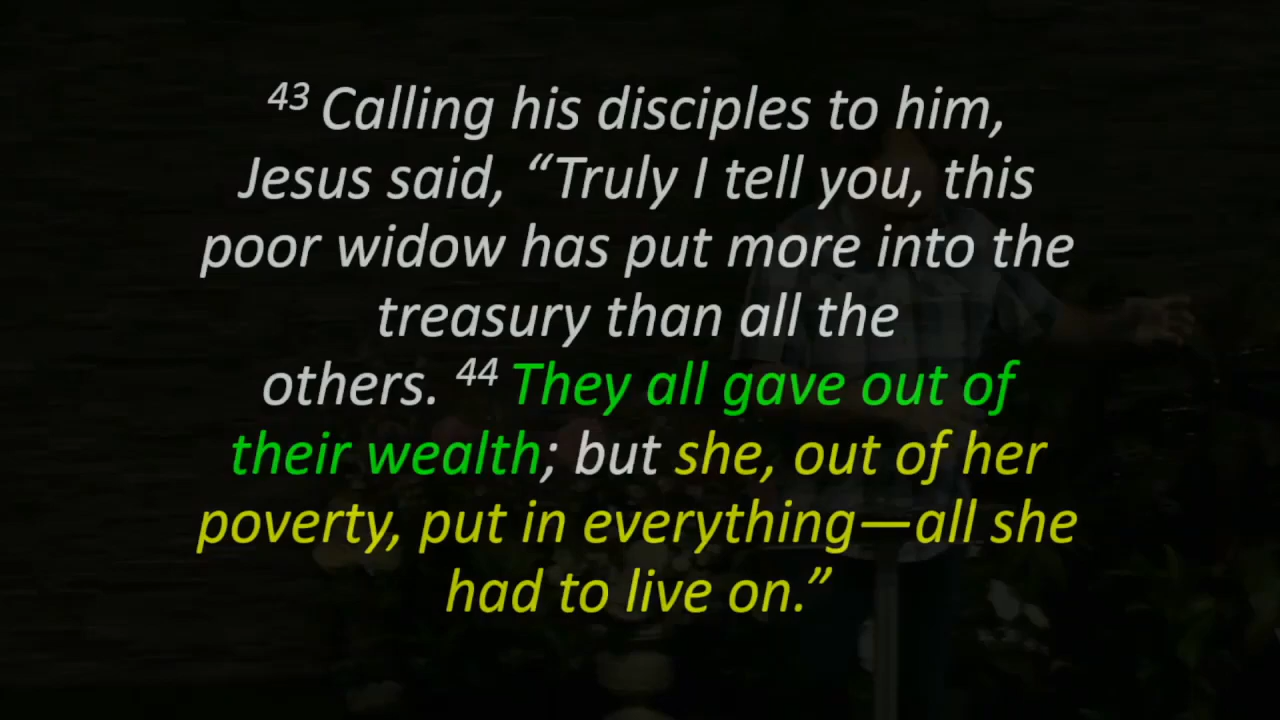 43 Calling his disciples to him,
Jesus said, “Truly I tell you, this
poor widow has put more into the
treasury than all the
others. 44 They all gave out of
their wealth; but she, out of her
poverty, put in everything—all she
had to live on.”